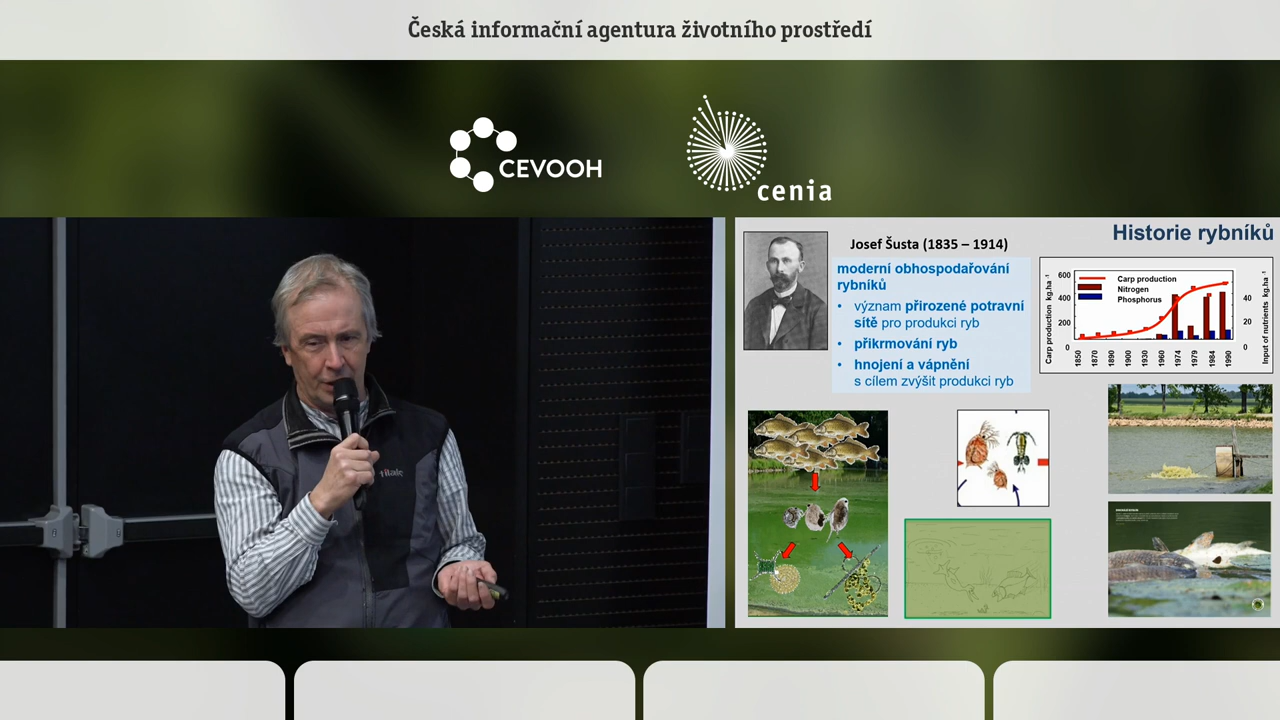 Česká informační agentura životního prostředí
CEVOOH
cenia
Historie rybníků
Josef Šusta (1835 – 1914)
moderní obhospodařování
rybníků
• význam přirozené potravní
sítě pro produkci ryb
• přikrmování ryb
• hnojení a vápnění
s cílem zvýšit produkci ryb
Carp production kg.ha⁻¹
600
400
200
0
Carp production
Nitrogen
Phosphorus
40
20
0
Input of nutrients kg.ha⁻¹
1850
1870
1890
1900
1930
1960
1974
1979
1984
1990